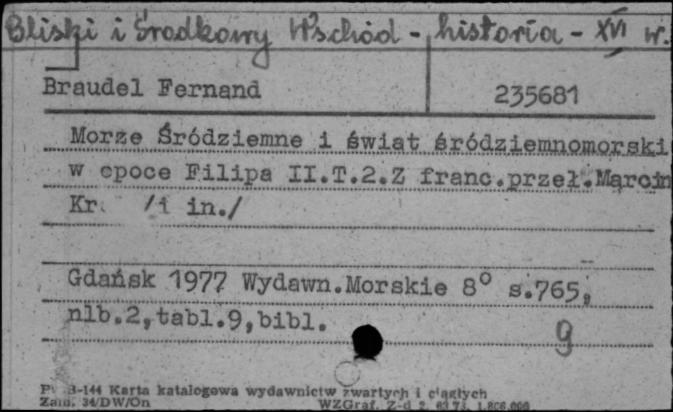 Bliski i Środkowy Wschód - historia - XVI w.
Braudel Fernand 235681
Morze Śródziemne i świat śródziemnomorski
w epoce Filipa II.T.2.Z franc.przeł.Marcin
/i in./
Gdańsk 1977 Wydawn.Morskie 8° s.765,
nlb.2,tabl.9,bibl.
9
-144 Karta katalogowa wydawnictw zwartych i ciągłych
Zam. 34/DW/On WZGraf. Z-d 2.